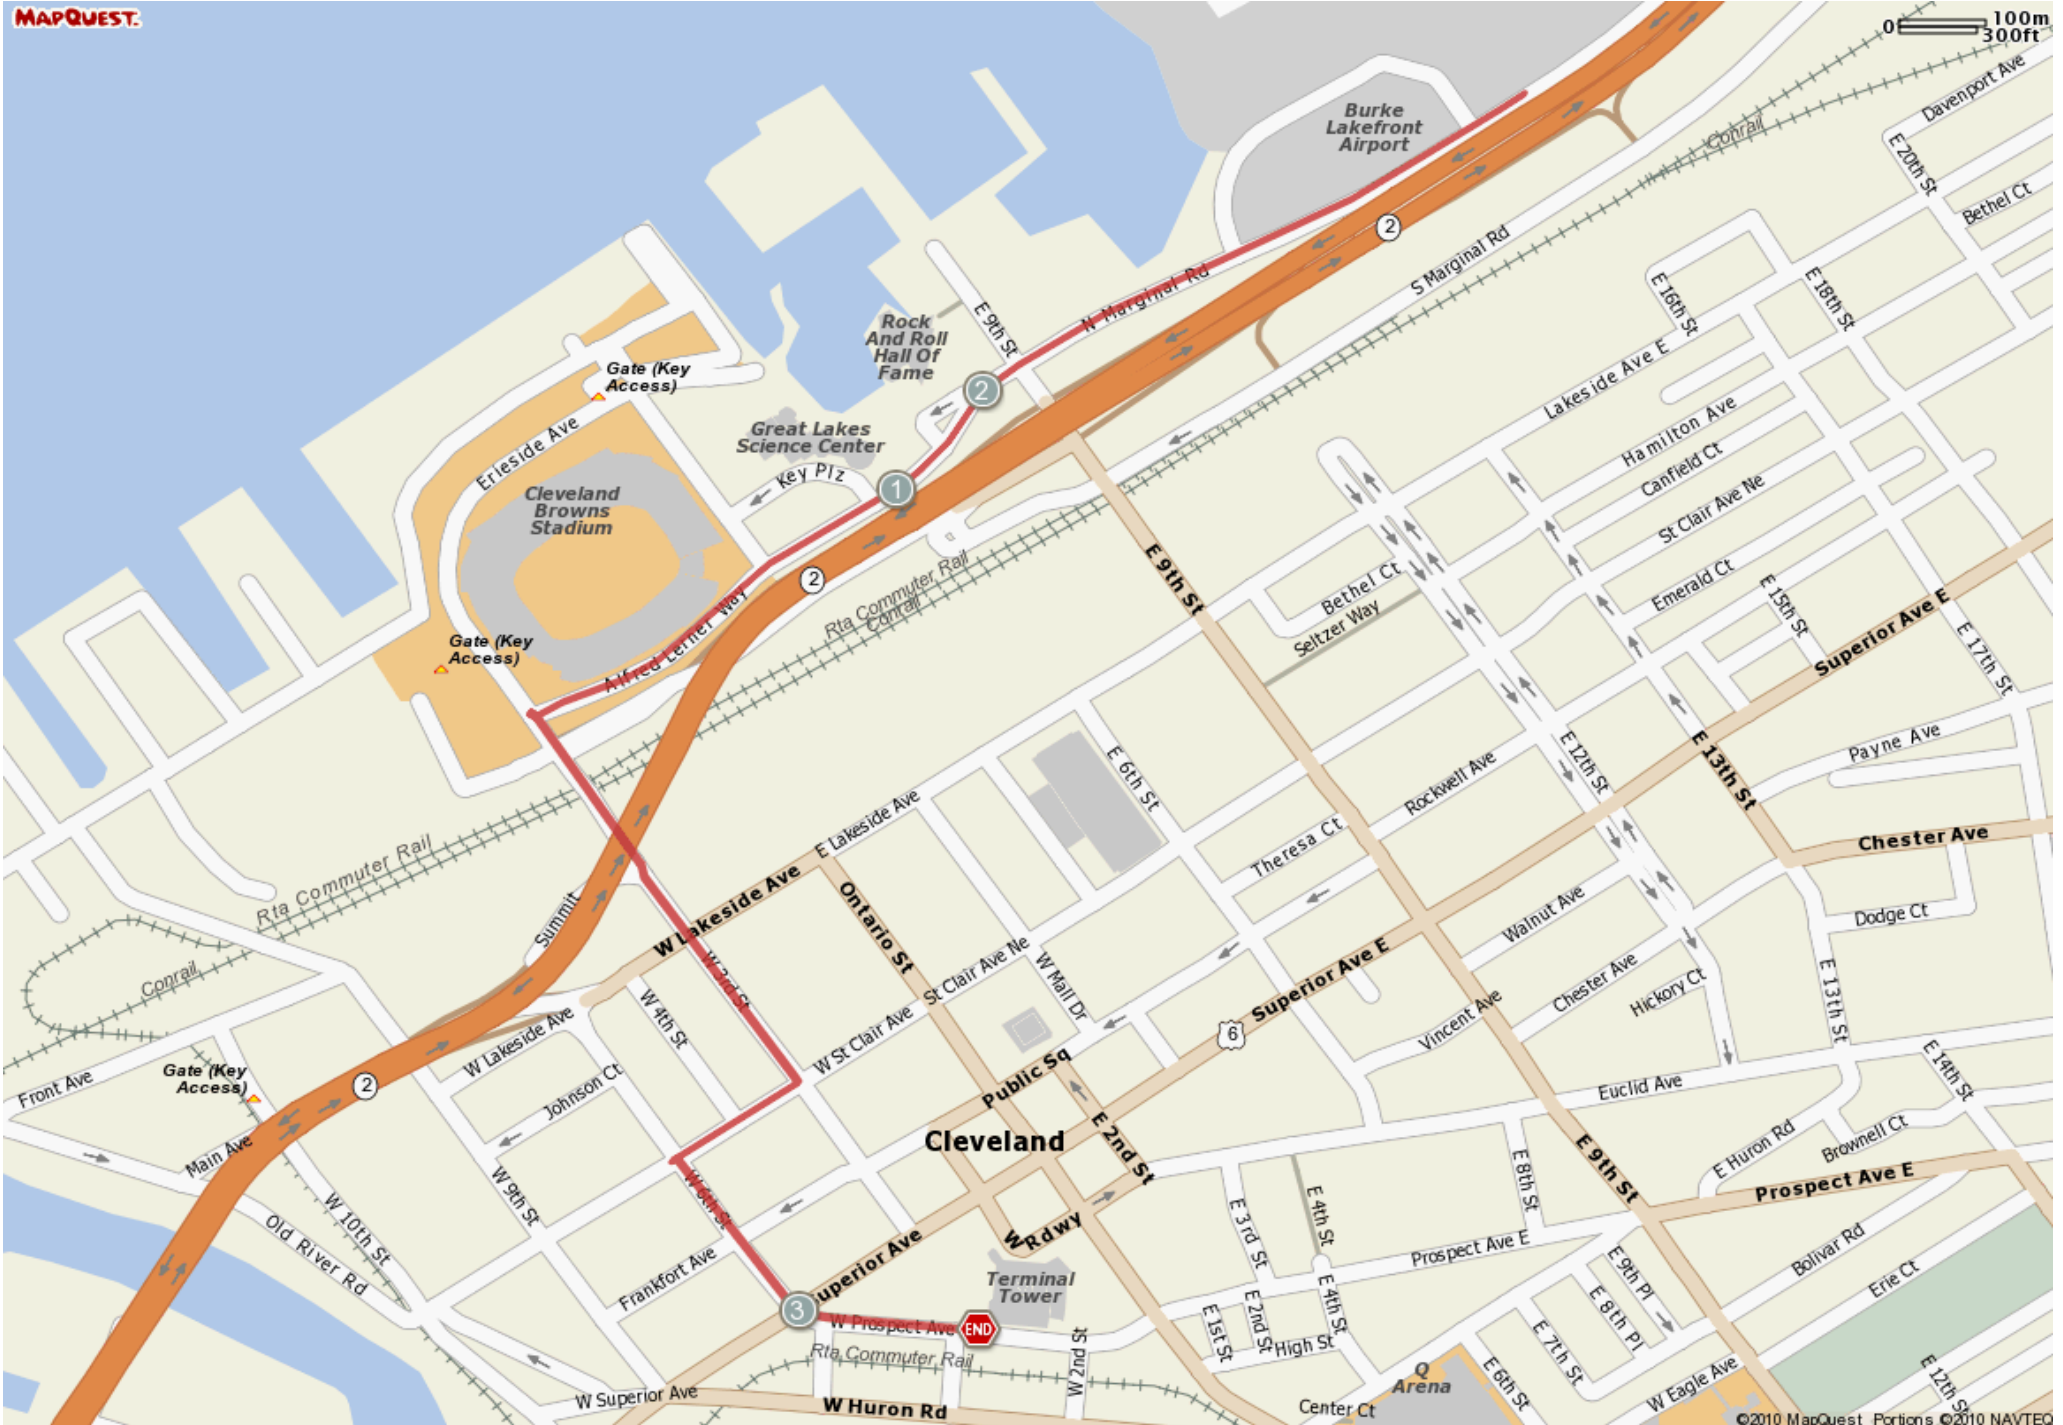 MAPQUEST.
0 100m
300ft
Davenport Ave
Burke
Lakefront
Airport
Conrail
E 20th St
Bethel Ct
2
S Marginal Rd
N Marginal Rd
E 9th St
E 16th St
E 18th St
Rock
And Roll
Hall Of
Fame
Gate (Key
Access)
2
Lakeside Ave E
Hamilton Ave
Canfield Ct
St Clair Ave Ne
Great Lakes
Science Center
Erieside Ave
Key Plz
1
Cleveland
Browns
Stadium
2
Rta Commuter Rail
Conrail
E 9th St
Bethel Ct
Seltzer Way
Emerald Ct
E 15th St
Superior Ave E
E 17th St
Gate (Key
Access)
Alfred Lerner Way
E 6th St
E 12th St
E 13th St
Payne Ave
Rockwell Ave
Theresa Ct
Chester Ave
E Lakeside Ave
Rta Commuter Rail
Summit
W Lakeside Ave
Ontario St
Walnut Ave
Dodge Ct
Conrail
W 3rd St
St Clair Ave Ne
W Mall Dr
Superior Ave E
Chester Ave
Hickory Ct
E 13th St
6
Vincent Ave
W 4th St
W Lakeside Ave
W St Clair Ave
Gate (Key
Access)
Front Ave
2
Johnson Ct
Public Sq
Euclid Ave
E 14th St
Cleveland
E 2nd St
Main Ave
W 9th St
W 6th St
E 8th St
E 9th St
E Huron Rd
Brownell Ct
Prospect Ave E
W 10th St
Old River Rd
W Rdwy
E 3rd St
E 4th St
Prospect Ave E
Bolivar Rd
Frankfort Ave
Superior Ave
Terminal
Tower
E 9th Pl
Erie Ct
3
W Prospect Ave
END
E 1st St
E 2nd St
E 4th St
E 8th Pl
Rta Commuter Rail
W 2nd St
High St
E 7th St
W Superior Ave
W Huron Rd
Q
Arena
E 6th St
W Eagle Ave
E 12th St
Center Ct
©2010 MapQuest Portions ©2010 NAVTEQ